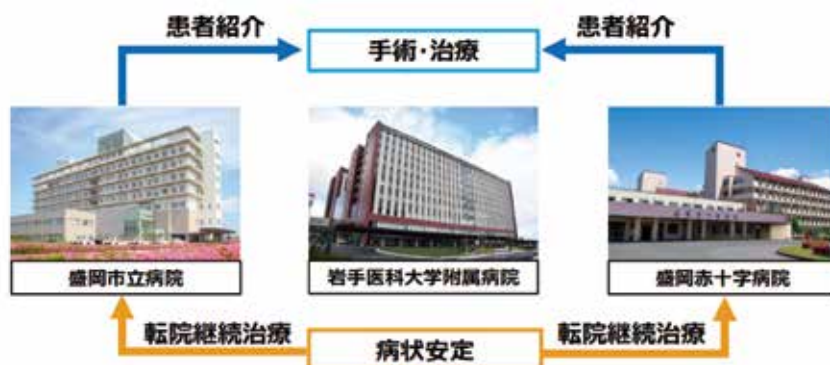 患者紹介
手術・治療
患者紹介
盛岡市立病院
岩手医科大学附属病院
盛岡赤十字病院
転院継続治療
病状安定
転院継続治療